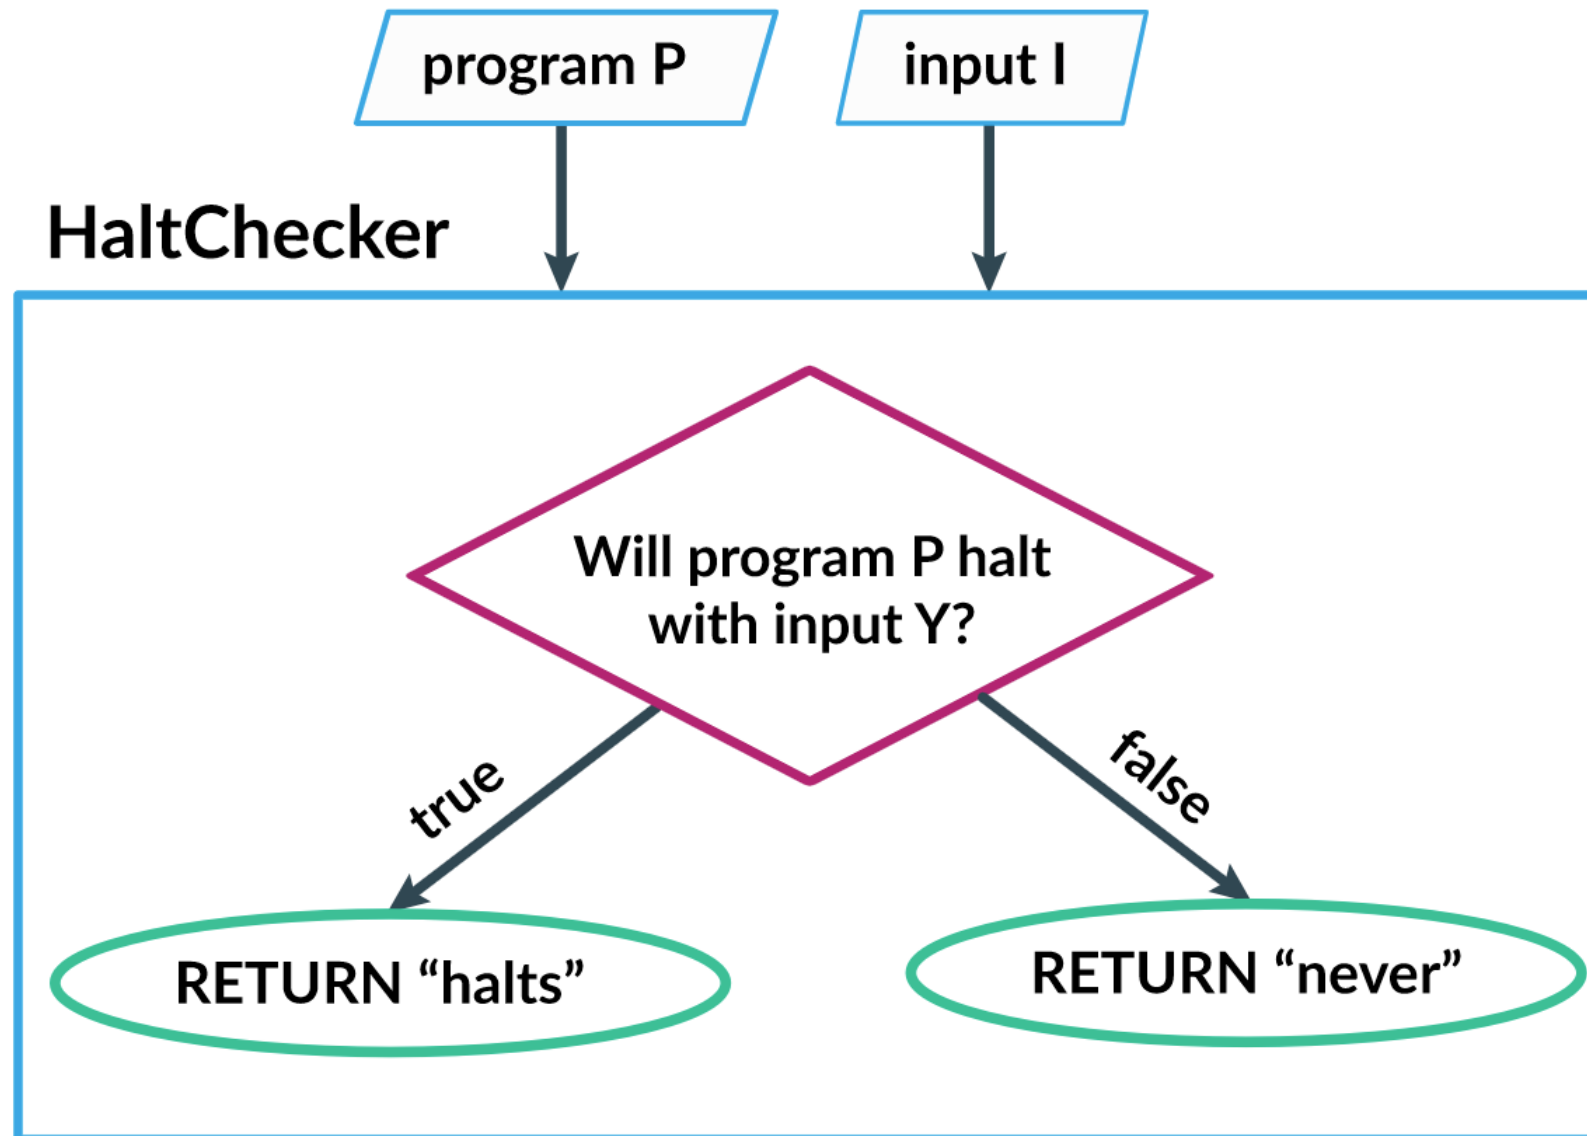 program P
input I
HaltChecker
Will program P halt
with input Y?
true
false
RETURN “halts”
RETURN “never”